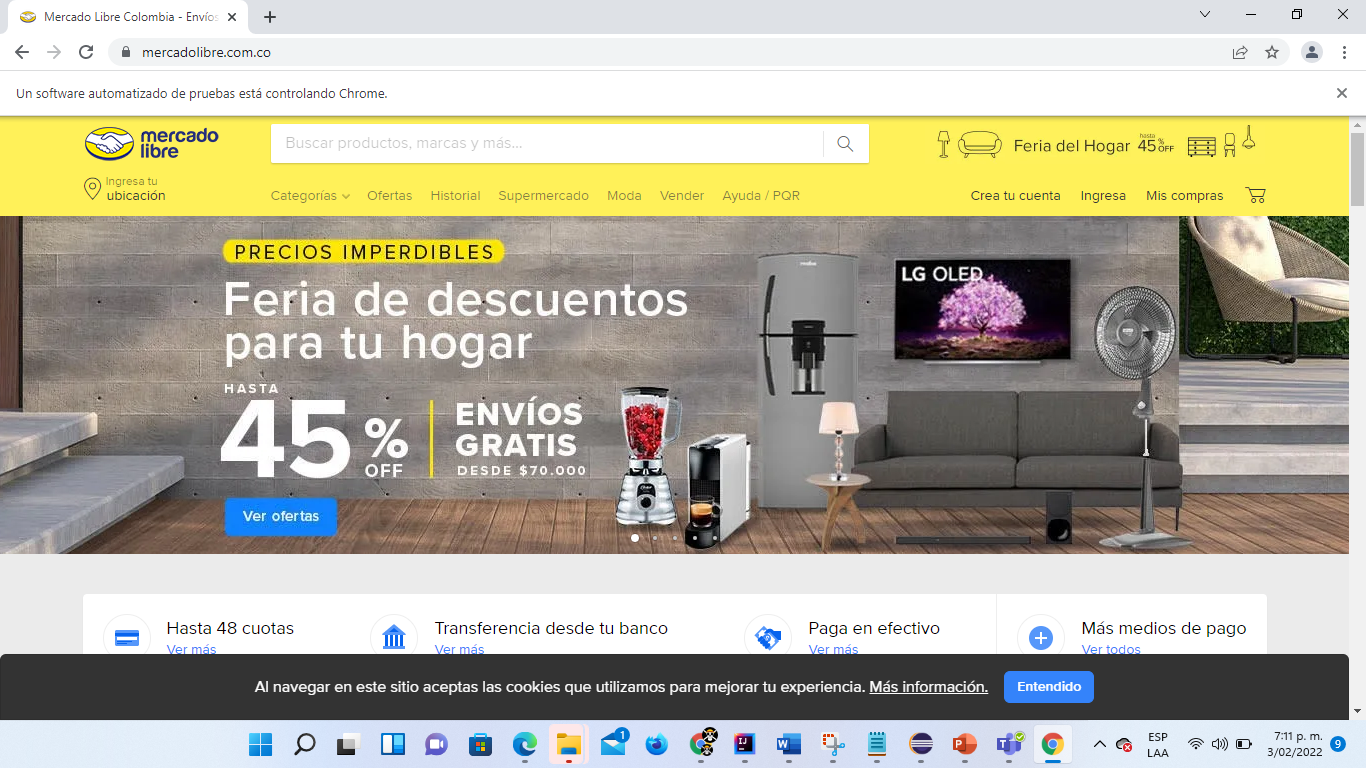 Mercado Libre Colombia - Envíos
mercadolibre.com.co
Un software automatizado de pruebas está controlando Chrome.
mercado
libre
Buscar productos, marcas y más...
Feria del Hogar hasta 45% OFF
Ingresa tu
ubicación
Categorías Ofertas Historial Supermercado Moda Vender Ayuda / PQR Crea tu cuenta Ingresa Mis compras
PRECIOS IMPERDIBLES
Feria de descuentos
para tu hogar
HASTA
45% OFF
ENVÍOS
GRATIS
DESDE $70.000
Ver ofertas
LG OLED
Hasta 48 cuotas
Ver más
Transferencia desde tu banco
Ver más
Paga en efectivo
Ver más
Más medios de pago
Ver todos
Al navegar en este sitio aceptas las cookies que utilizamos para mejorar tu experiencia. Más información.
Entendido
1
ESP
LAA
7:11 p. m.
3/02/2022
9